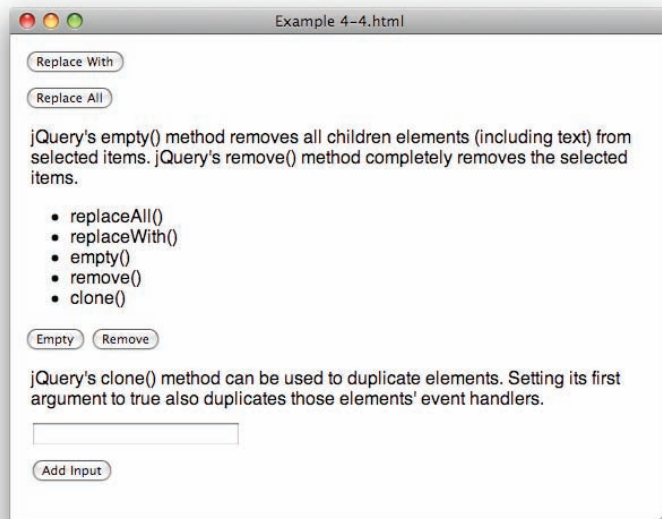 Example 4-4.html
Replace With
Replace All
jQuery's empty() method removes all children elements (including text) from
selected items. jQuery's remove() method completely removes the selected
items.
• replaceAll()
• replaceWith()
• empty()
• remove()
• clone()
Empty Remove
jQuery's clone() method can be used to duplicate elements. Setting its first
argument to true also duplicates those elements' event handlers.
Add Input